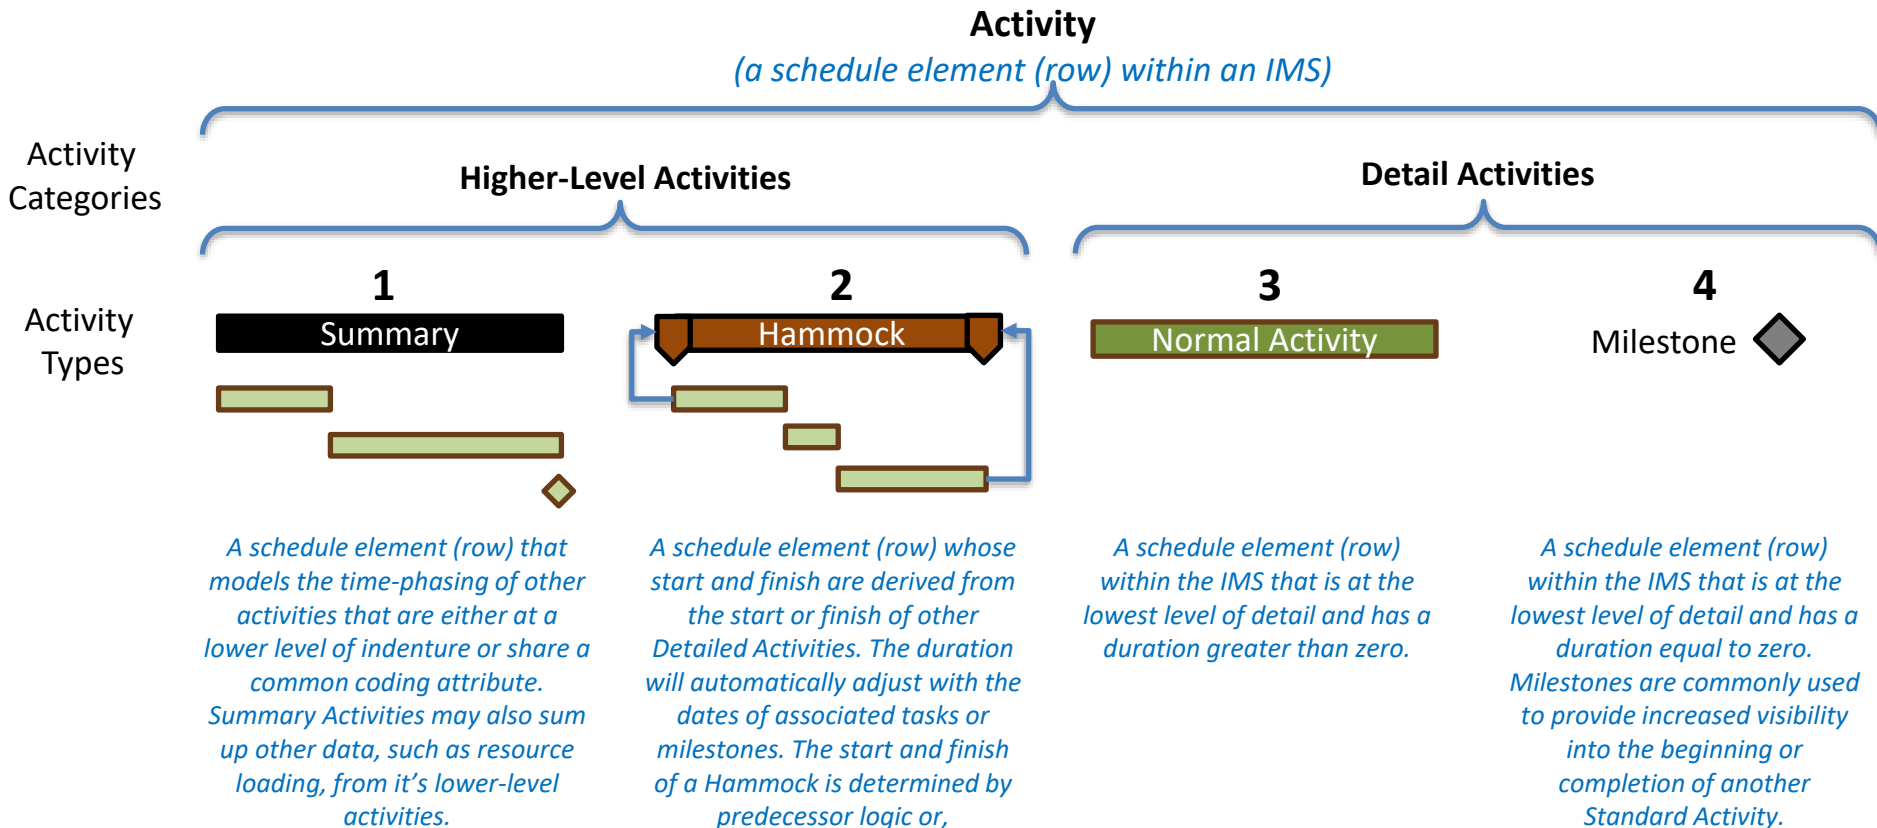 Activity
(a schedule element (row) within an IMS)
Activity
Categories
Higher-Level Activities
Detail Activities
Activity
Types
1
Summary
2
Hammock
3
Normal Activity
4
Milestone
A schedule element (row) that
models the time-phasing of other
activities that are either at a
lower level of indenture or share a
common coding attribute.
Summary Activities may also sum
up other data, such as resource
loading, from it’s lower-level
activities.
A schedule element (row) whose
start and finish are derived from
the start or finish of other
Detailed Activities. The duration
will automatically adjust with the
dates of associated tasks or
milestones. The start and finish
of a Hammock is determined by
predecessor logic or,
A schedule element (row)
within the IMS that is at the
lowest level of detail and has a
duration greater than zero.
A schedule element (row)
within the IMS that is at the
lowest level of detail and has a
duration equal to zero.
Milestones are commonly used
to provide increased visibility
into the beginning or
completion of another
Standard Activity.